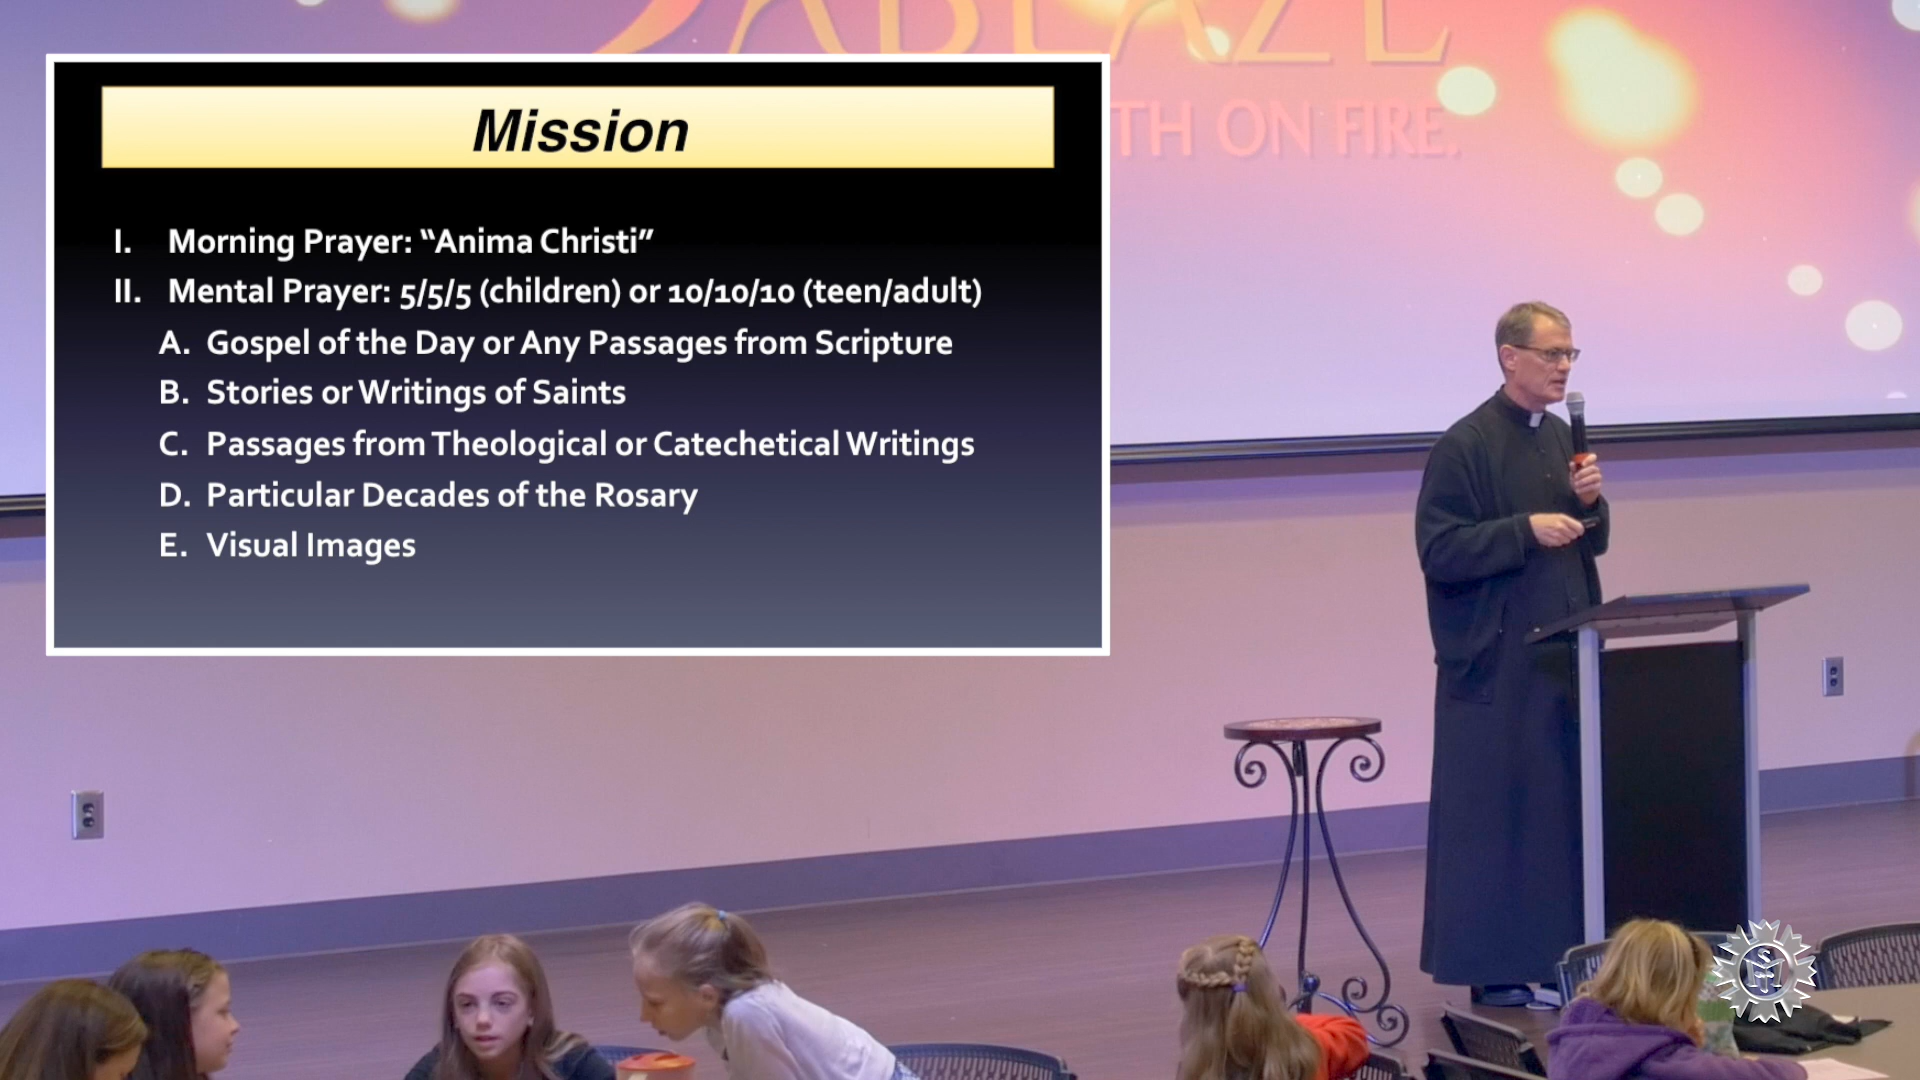 ABLAZE
TH ON FIRE.
Mission
I. Morning Prayer: “Anima Christi”
II. Mental Prayer: 5/5/5 (children) or 10/10/10 (teen/adult)
A. Gospel of the Day or Any Passages from Scripture
B. Stories or Writings of Saints
C. Passages from Theological or Catechetical Writings
D. Particular Decades of the Rosary
E. Visual Images